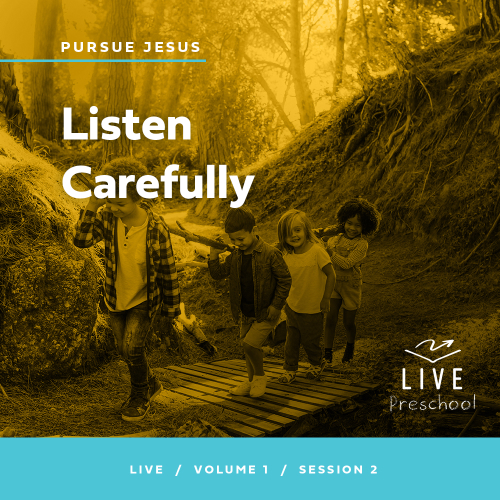 PURSUE JESUS
Listen
Carefully
LIVE
Preschool
LIVE / VOLUME 1 / SESSION 2